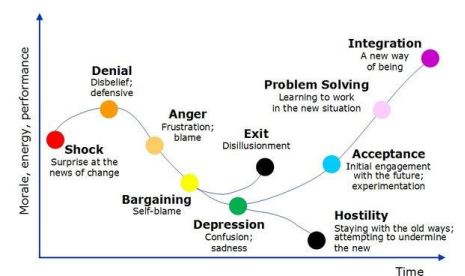 Morale, energy, performance
Denial
Disbelief;
defensive
Shock
Surprise at the
news of change
Anger
Frustration;
blame
Bargaining
Self-blame
Exit
Disillusionment
Depression
Confusion;
sadness
Integration
A new way
of being
Problem Solving
Learning to work
in the new situation
Acceptance
Initial engagement
with the future;
experimentation
Hostility
Staying with the old ways;
attempting to undermine
the new
Time